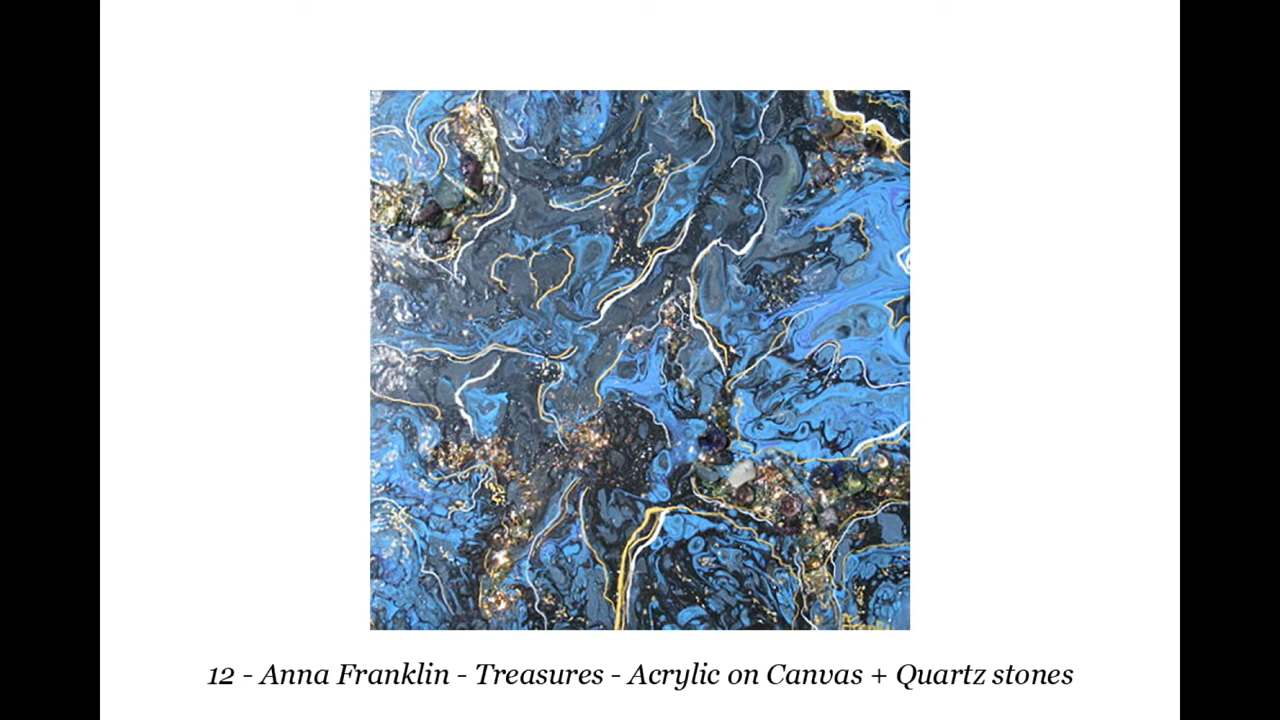 12 - Anna Franklin - Treasures - Acrylic on Canvas + Quartz stones